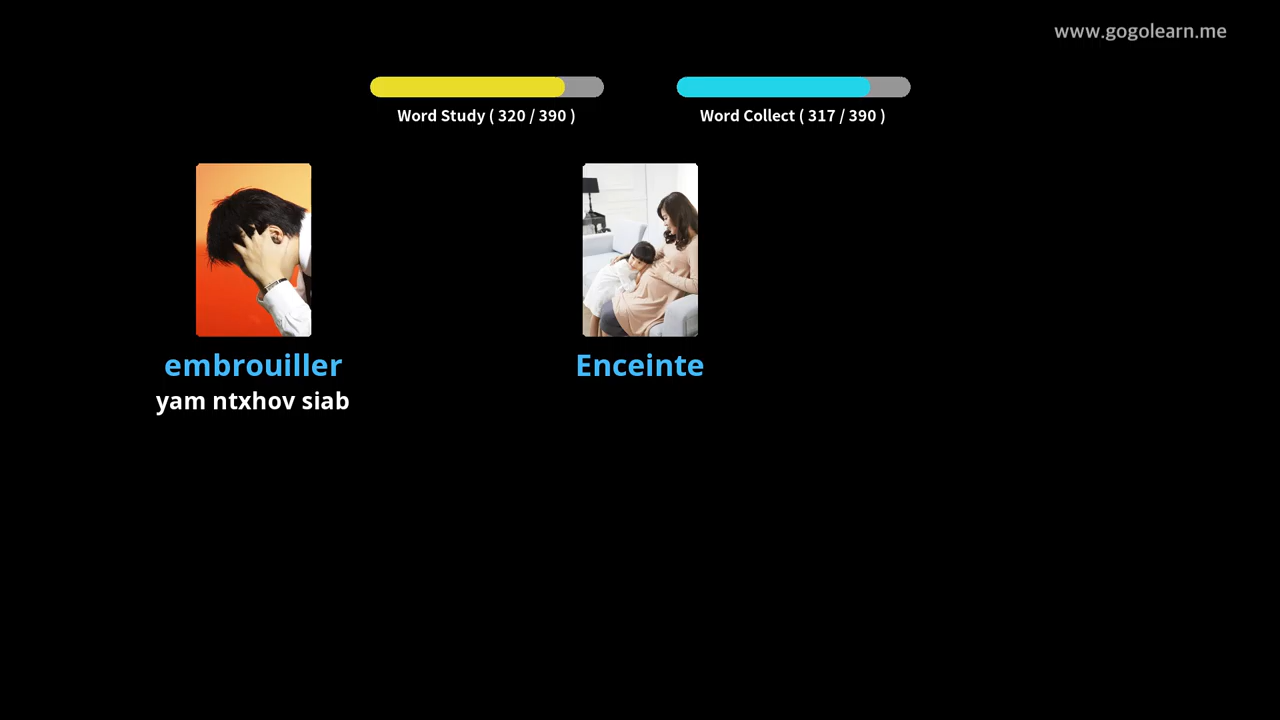 www.gogolearn.me
Word Study ( 320 / 390 )
Word Collect ( 317 / 390 )
embrouiller
Enceinte
yam ntxhov siab